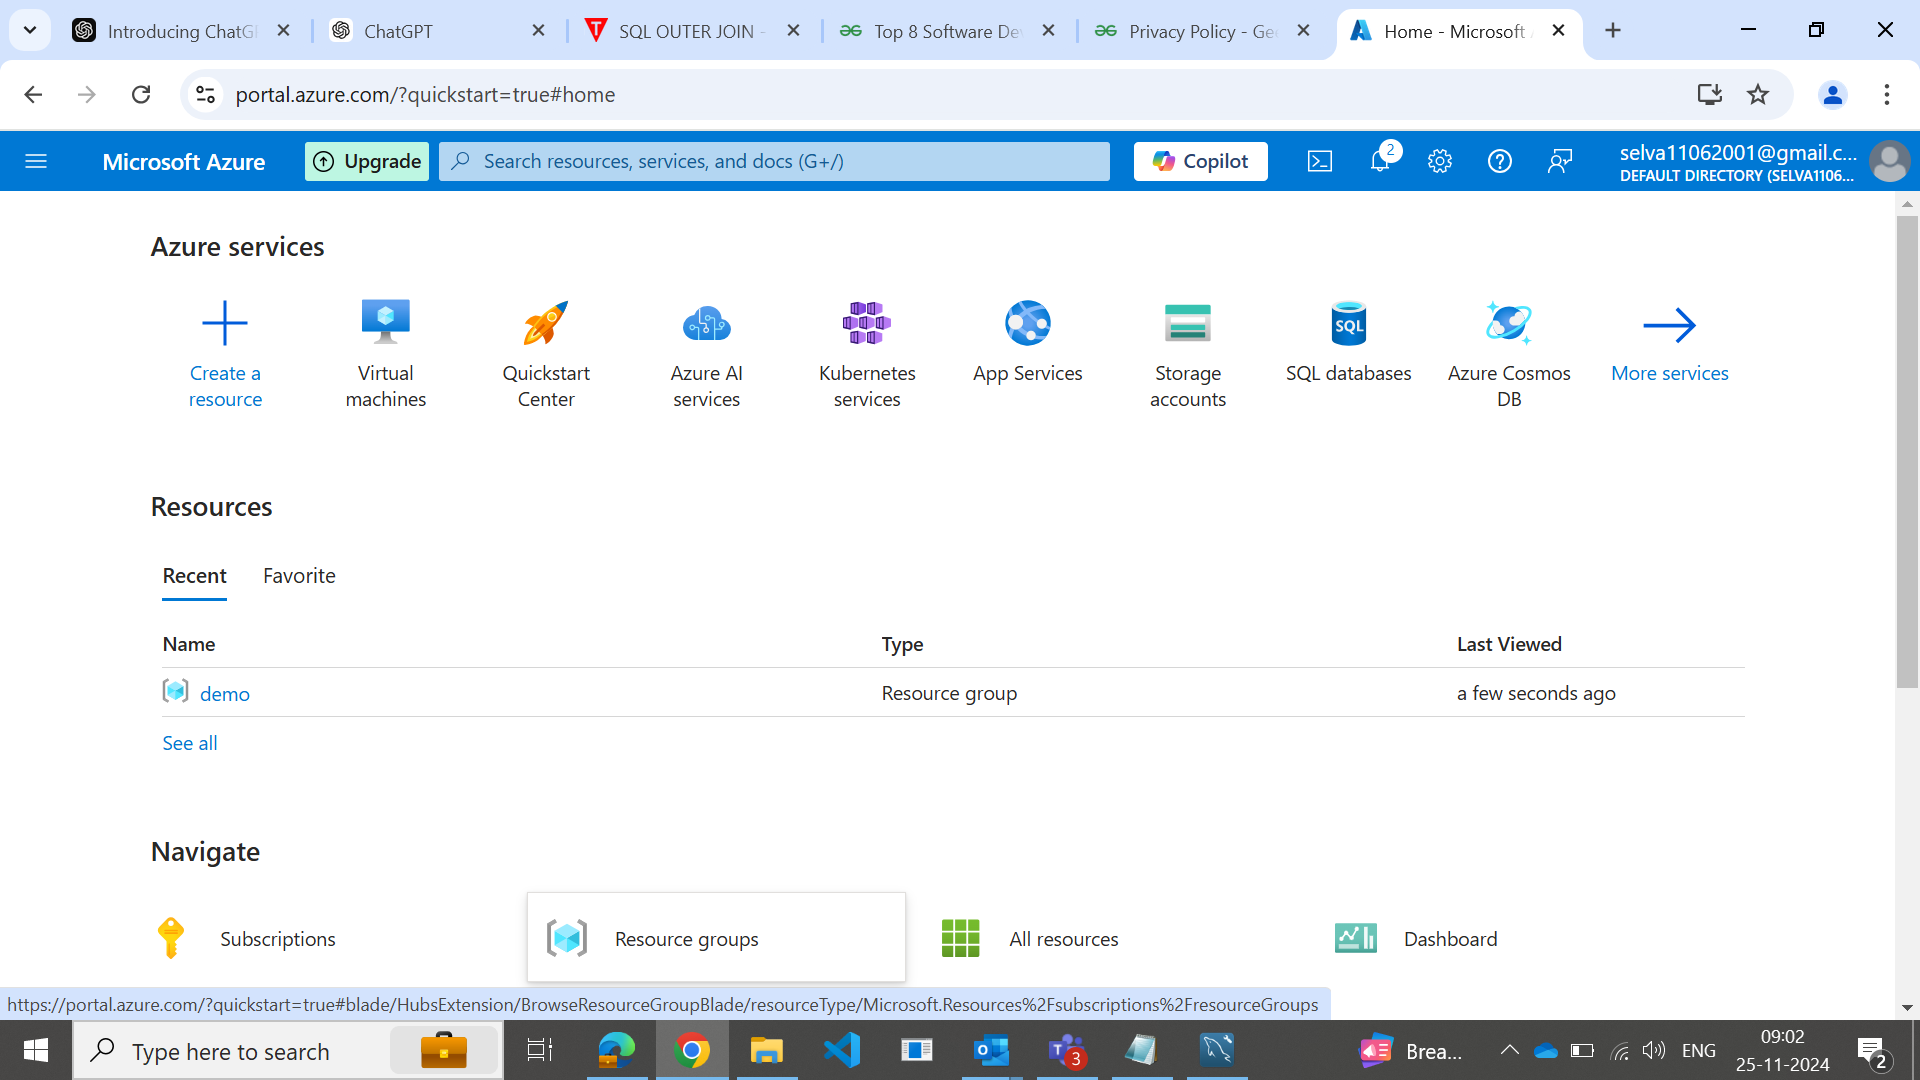 Introducing ChatGF
ChatGPT
SQL OUTER JOIN -
Top 8 Software De
Privacy Policy - Ge
Home - Microsoft
portal.azure.com/?quickstart=true#home
Microsoft Azure
Upgrade
Search resources, services, and docs (G+/)
Copilot
2
selva11062001@gmail.c...
DEFAULT DIRECTORY (SELVA1106...
Azure services
Create a
resource
Virtual
machines
Quickstart
Center
Azure AI
services
Kubernetes
services
App Services
Storage
accounts
SQL
SQL databases
Azure Cosmos
DB
More services
Resources
Recent Favorite
Name Type Last Viewed
demo Resource group a few seconds ago
See all
Navigate
Subscriptions
Resource groups
All resources
Dashboard
https://portal.azure.com/?quickstart=true#blade/HubsExtension/BrowseResourceGroupBlade/resourceType/Microsoft.Resources%2Fsubscriptions%2FresourceGroups
Type here to search
3
Brea...
ENG
09:02
25-11-2024
2